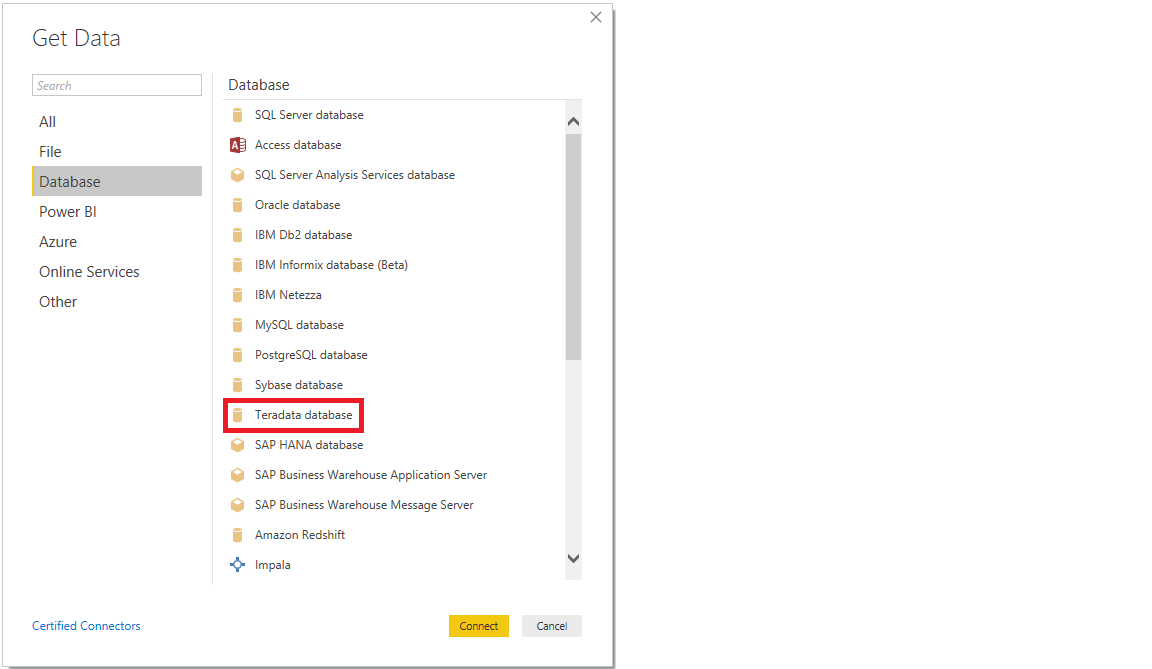 Get Data
Search
All
File
Database
Power BI
Azure
Online Services
Other
Database
SQL Server database
A
Access database
SQL Server Analysis Services database
Oracle database
IBM Db2 database
IBM Informix database (Beta)
IBM Netezza
MySQL database
PostgreSQL database
Sybase database
Teradata database
SAP HANA database
SAP Business Warehouse Application Server
SAP Business Warehouse Message Server
Amazon Redshift
Impala
Certified Connectors
Connect
Cancel